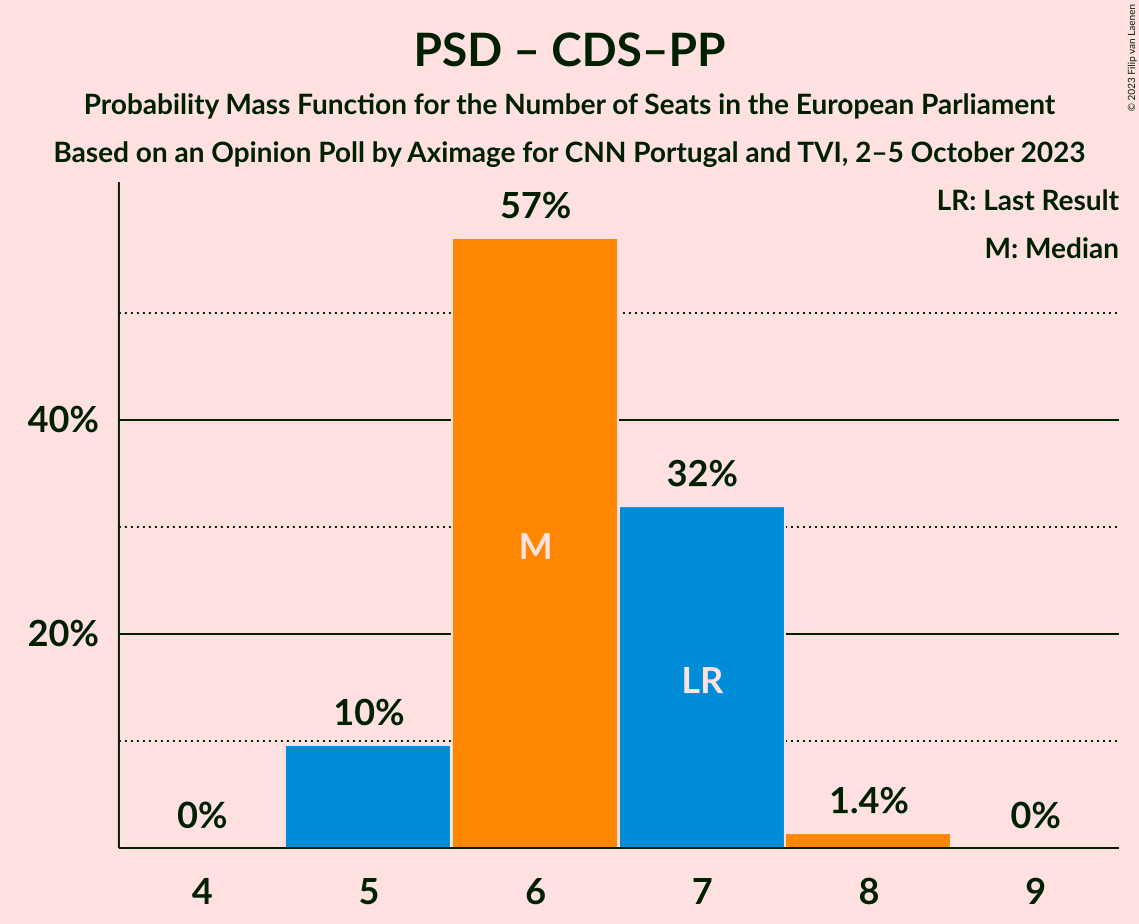 PSD – CDS–PP
Probability Mass Function for the Number of Seats in the European Parliament
Based on an Opinion Poll by Aximage for CNN Portugal and TVI, 2–5 October 2023
© 2023 Filip van Laenen
LR: Last Result
M: Median
57%
40%
32%
M
20%
LR
10%
1.4%
0%
0%
4 5 6 7 8 9